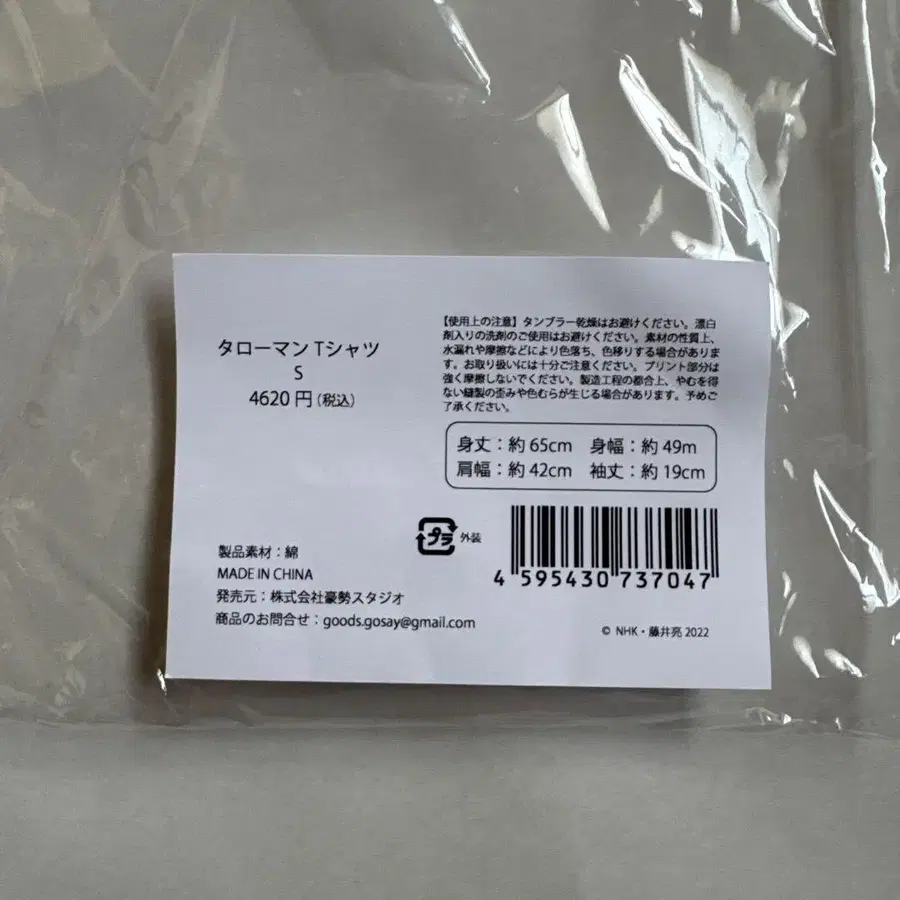 タローマン Tシャツ
S
4620 円(税込)
【使用上の注意】タンブラー乾燥はお避けください。漂白
剤入りの洗剤のご使用はお避けください。素材の性質上、
水漏れや摩擦などにより色落ち、色移りする場合がありま
す。お取り扱いには十分ご注意ください。プリント部分は
強く摩擦しないでください。製造工程の都合上、やむを得
ない縫製の歪みや色むらが生じる場合があります。予めご
了承ください。
身丈：約 65cm 身幅：約 49m
肩幅：約 42cm 袖丈：約 19cm
プラ 外装
4 595430 737047
製品素材：綿
MADE IN CHINA
発売元：株式会社豪勢スタジオ
商品のお問合せ：goods.gosay@gmail.com
© NHK・藤井亮 2022